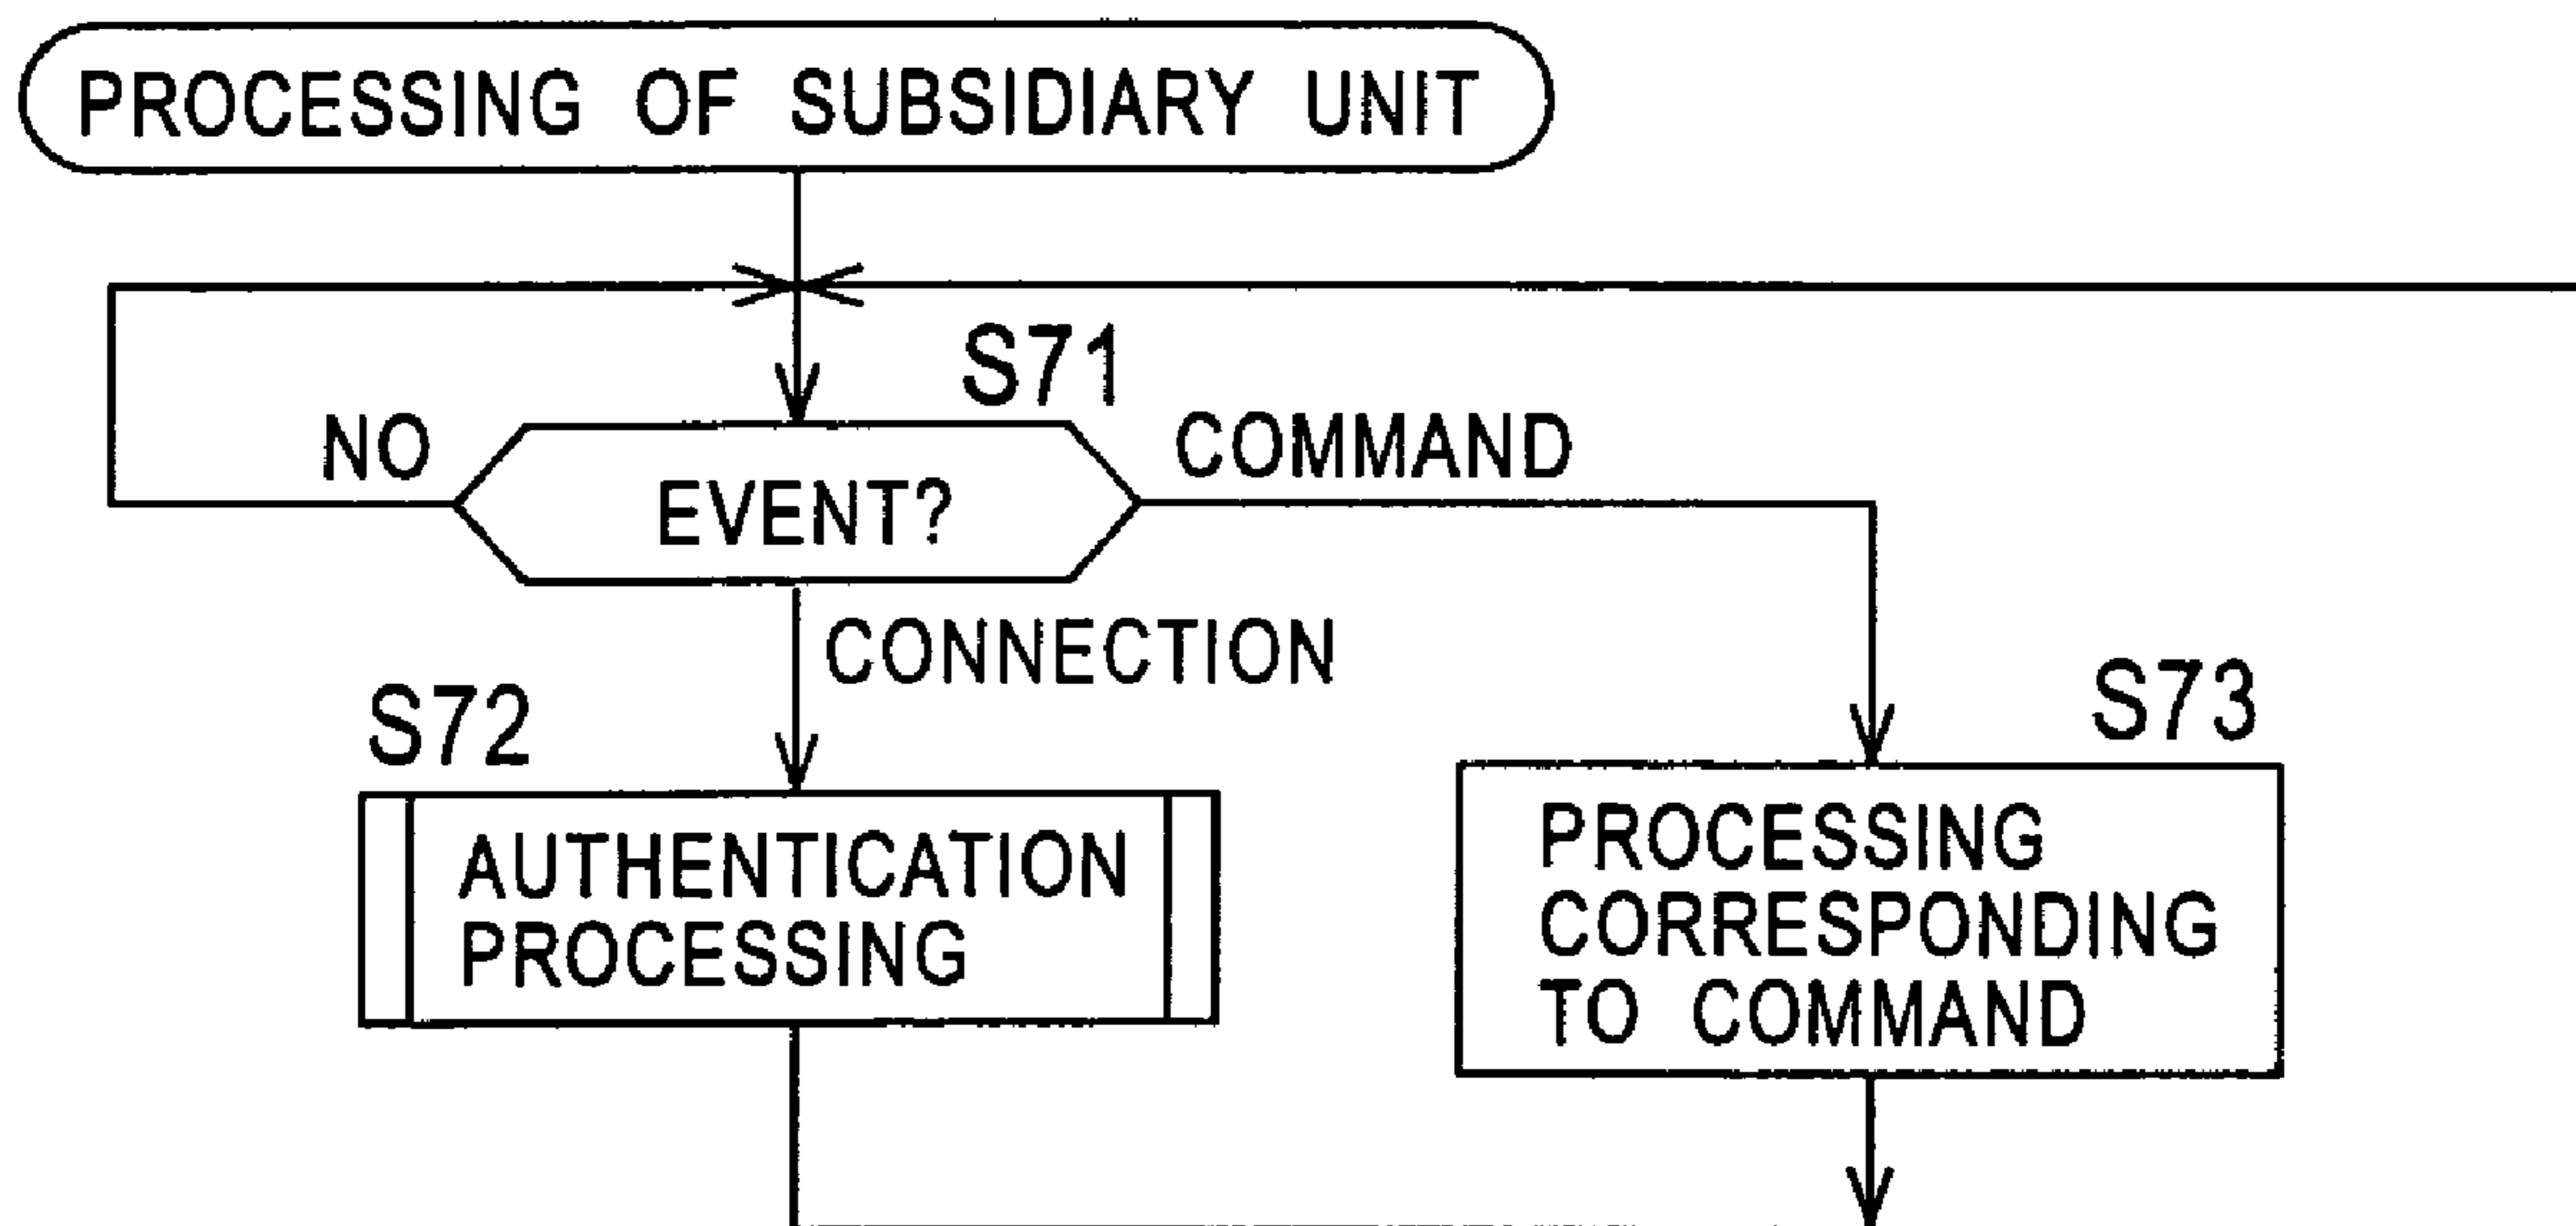 PROCESSING OF SUBSIDIARY UNIT
S71
NO
COMMAND
EVENT?
CONNECTION
S72
S73
AUTHENTICATION
PROCESSING
PROCESSING
CORRESPONDING
TO COMMAND